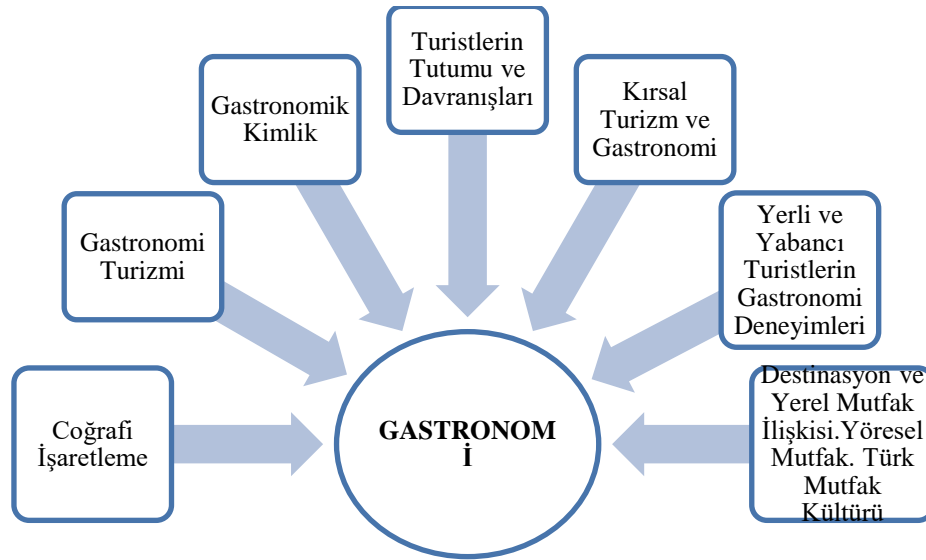 Coğrafi
İşaretleme
Gastronomi
Turizmi
Gastronomik
Kimlik
Turistlerin
Tutumu ve
Davranışları
Kırsal
Turizm ve
Gastronomi
Yerli ve
Yabancı
Turistlerin
Gastronomi
Deneyimleri
Destinasyon ve
Yerel Mutfak
İlişkisi.Yöresel
Mutfak. Türk
Mutfak
Kültürü
GASTRONOM
İ